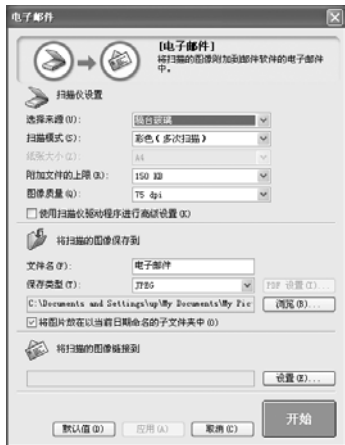 电子邮件
[电子邮件]
将扫描的图像附加到邮件软件的电子邮件
中。
扫描仪设置
选择来源(U): 稿台玻璃
扫描模式(S): 彩色(多次扫描)
纸张大小(Z): A4
附加文件的上限(X): 150 KB
图像质量(Q): 75 dpi
使用扫描仪驱动程序进行高级设置(K)
将扫描的图像保存到
文件名(F): 电子邮件
保存类型(T): JPEG PDF 设置(I)...
C:\Documents and Settings\up\My Documents\My Pic 浏览(B)...
将图片放在以当前日期命名的子文件夹中(O)
将扫描的图像链接到
设置(E)...
默认值(D) 应用(A) 取消(C) 开始